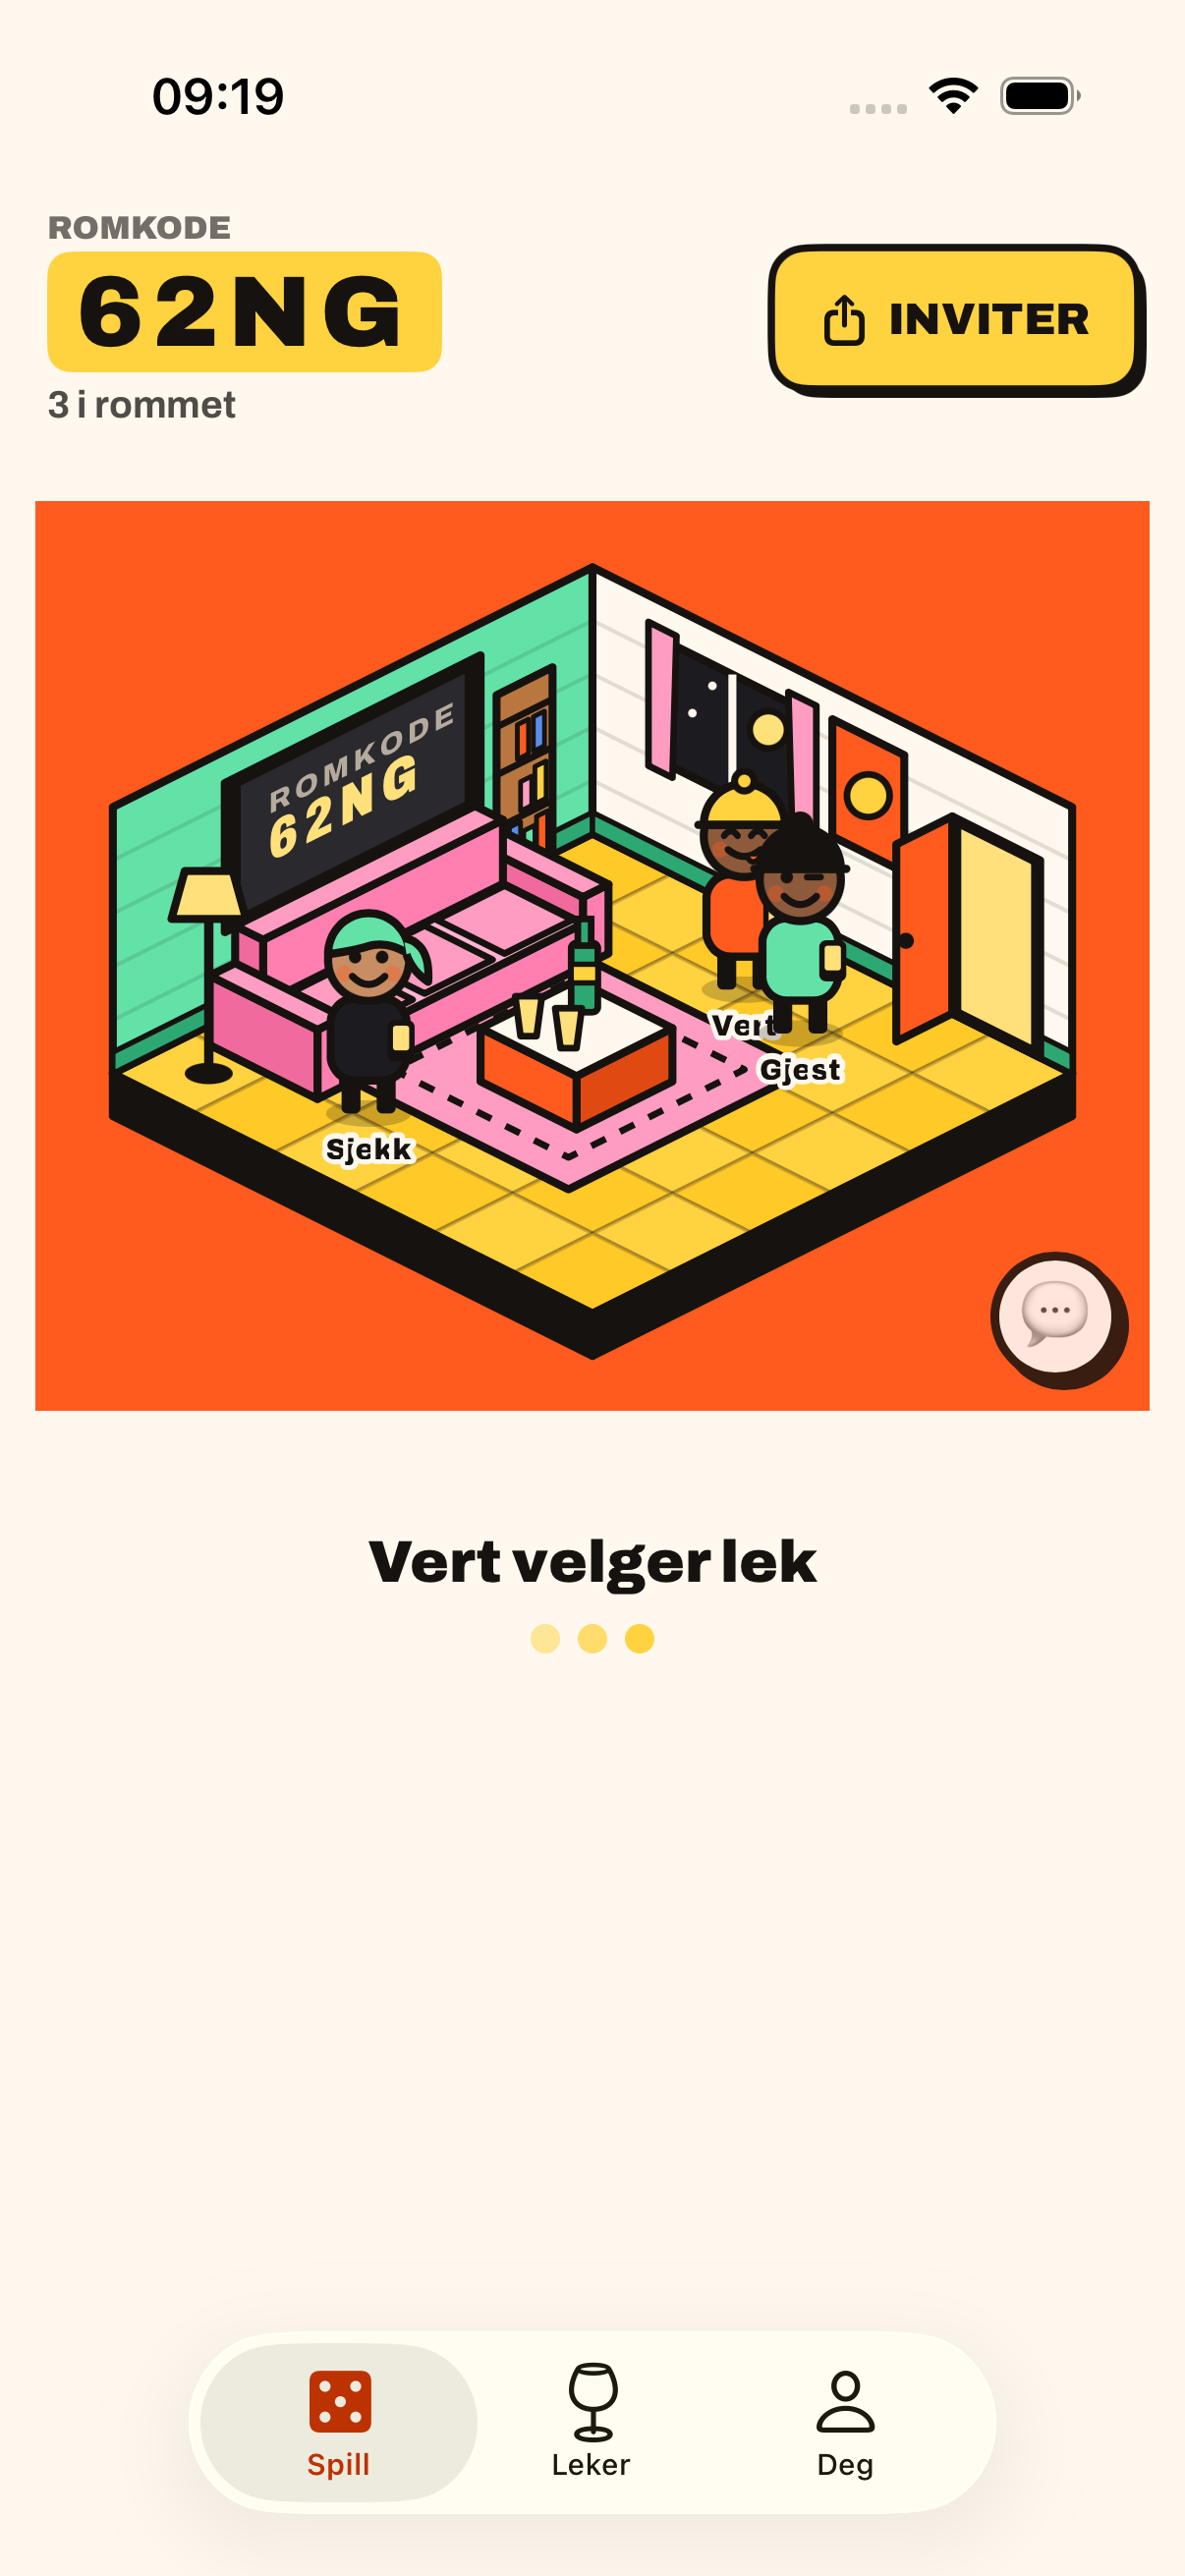 09:19
ROMKODE
62NG
3 i rommet
INVITER
ROMKODE
62NG
Vert
Gjest
Sjekk
Vert velger lek
Spill
Leker
Deg